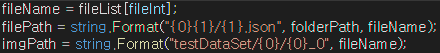 fileName = fileList[fileInt];
filePath = string.Format("{0}{1}/{1}.json", folderPath, fileName);
imgPath = string.Format("testDataSet/{0}/{0}_0", fileName);